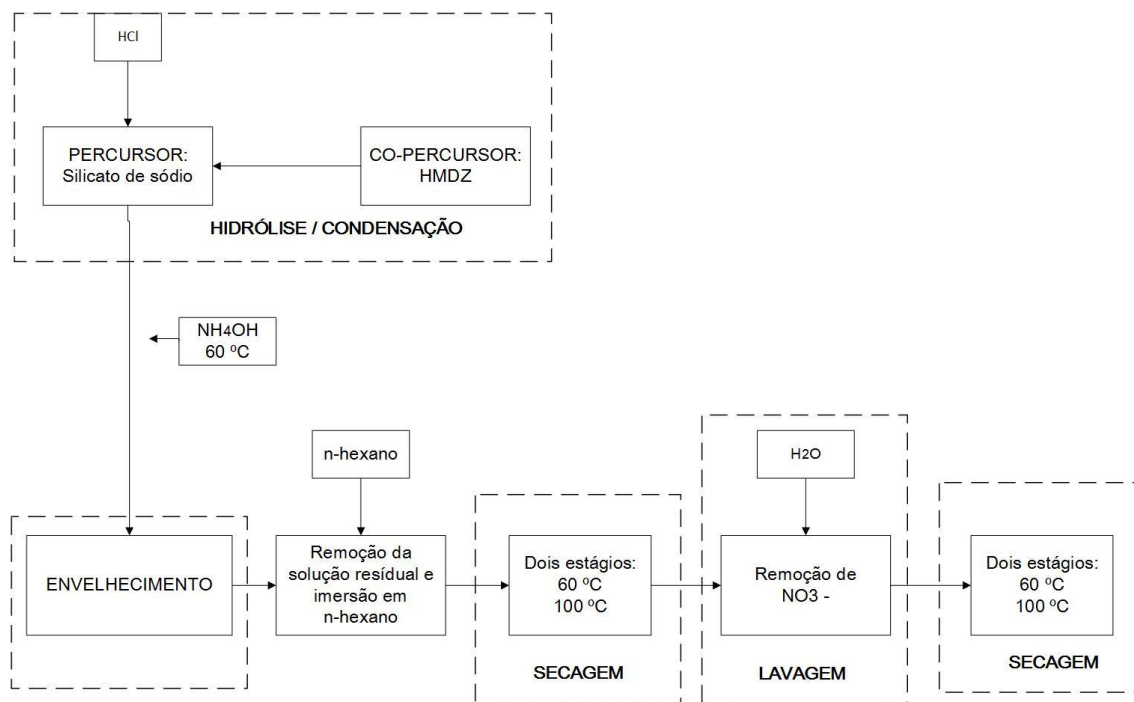 HCl
PERCURSOR:
Silicato de sódio
CO-PERCURSOR:
HMDZ
HIDRÓLISE / CONDENSAÇÃO
NH4OH
60 ºC
n-hexano
H2O
ENVELHECIMENTO
Remoção da
solução resídual e
imersão em
n-hexano
Dois estágios:
60 ºC
100 ºC
Remoção de
NO3 -
Dois estágios:
60 ºC
100 ºC
SECAGEM
LAVAGEM
SECAGEM